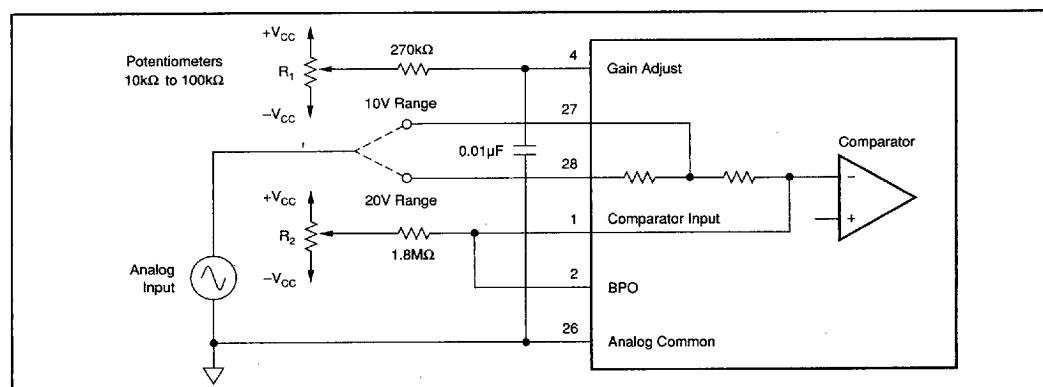 +VCC
Potentiometers
10kΩ to 100kΩ
R1
270kΩ
4
Gain Adjust
−VCC
10V Range
27
Comparator
0.01µF
28
−
+
+VCC
20V Range
1
Comparator Input
R2
1.8MΩ
−VCC
Analog
Input
2
BPO
26
Analog Common